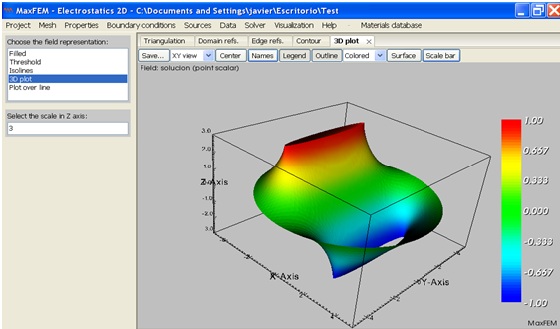 MaxFEM - Electrostatics 2D - C:\Documents and Settings\javier\Escritorio\Test
Project Mesh Properties Boundary conditions Sources Data Solver Visualization Help Materials database
Choose the field representation:
Filled
Threshold
Isolines
3D plot
Plot over line
Select the scale in Z axis:
3
Triangulation Domain refs. Edge refs. Contour 3D plot
Save... XY view Center Names Legend Outline Colored Surface Scale bar
Field: solucion (point scalar)
3.0
2.0
1.0
0.0
-1.0
-2.0
3.0
Z-Axis
X-Axis
Y-Axis
1.00
0.667
0.333
0.000
-0.333
-0.667
-1.00
MaxFEM